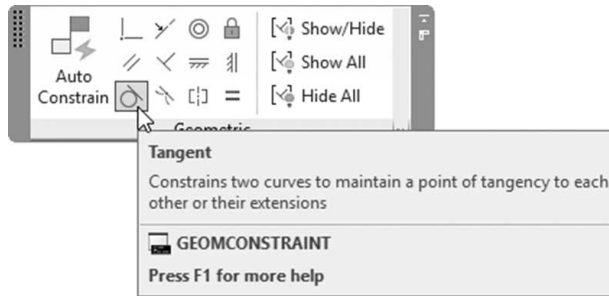 Show/Hide
Show All
Auto
Constrain
Hide All
Geometric
Tangent
Constrains two curves to maintain a point of tangency to each
other or their extensions
GEOMCONSTRAINT
Press F1 for more help